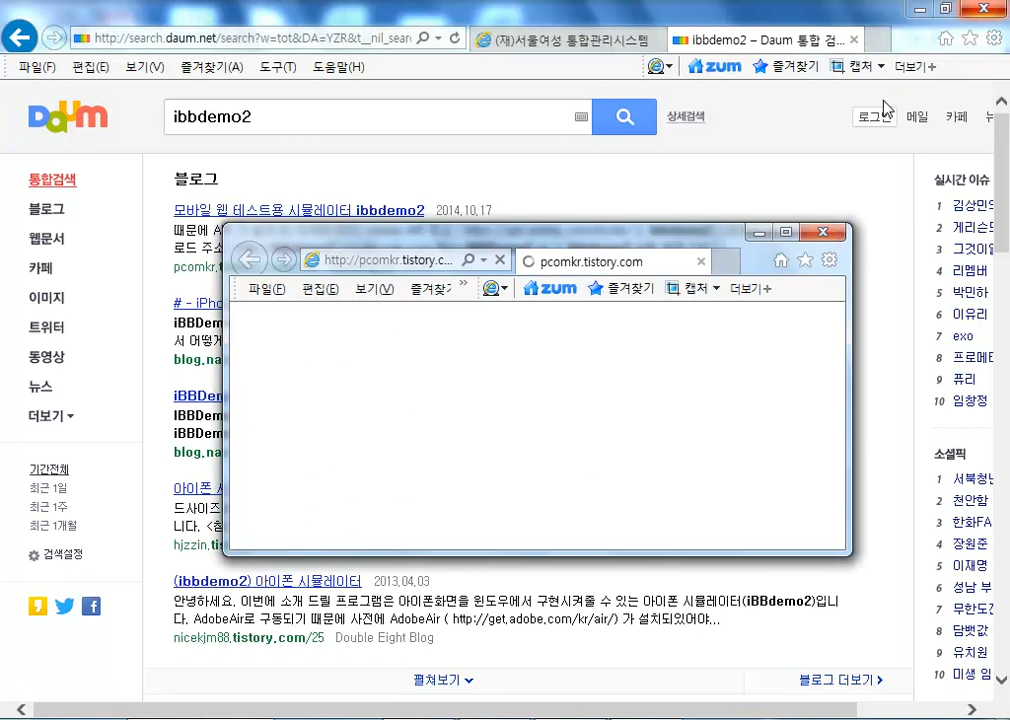 http://search.daum.net/search?w=tot&DA=YZR&t__nil_sear
(재)서울여성 통합관리시스템
ibbdemo2 – Daum 통합 검...
파일(F) 편집(E) 보기(V) 즐겨찾기(A) 도구(T) 도움말(H)
zum 즐겨찾기 캡처 더보기+
Daum
ibbdemo2
상세검색
로그인 메일 카페
통합검색
블로그
웹문서
카페
이미지
트위터
동영상
뉴스
더보기
기간전체
최근 1일
최근 1주
최근 1개월
검색설정
블로그
모바일 웹 테스트용 시뮬레이터 ibbdemo2 2014.10.17
때문에
로드 주소
pcomkr.
# - iPho
iBBDem
서 어떻게
blog.na
iBBDem
IBBDem
iBBDem
blog.na
아이폰
드사이즈
니다. <참
hjzzin.ti
http://pcomkr.tistory.c...
pcomkr.tistory.com
파일(F) 편집(E) 보기(V) 즐겨찾기 »
zum 즐겨찾기 캡처 더보기+
(ibbdemo2) 아이폰 시뮬레이터 2013.04.03
안녕하세요. 이번에 소개 드릴 프로그램은 아이폰화면을 윈도우에서 구현시켜줄 수 있는 아이폰 시뮬레이터(iBBdemo2)입니
다. AdobeAir로 구동되기 때문에 사전에 AdobeAir ( http://get.adobe.com/kr/air/) 가 설치되있어야...
nicekjm88.tistory.com/25 Double Eight Blog
펼쳐보기
블로그 더보기
실시간 이슈
1 김상민의
2 게리슨
3 그것이알
4 리멤버
5 박민하
6 이유리
7 exo
8 프로메
9 퓨리
10 임창정
소셜픽
1 서북청년
2 천안함
3 한화FA
4 장원준
5 이재명
6 성남 부
7 무한도전
8 담뱃값
9 유치원
10 미생 임